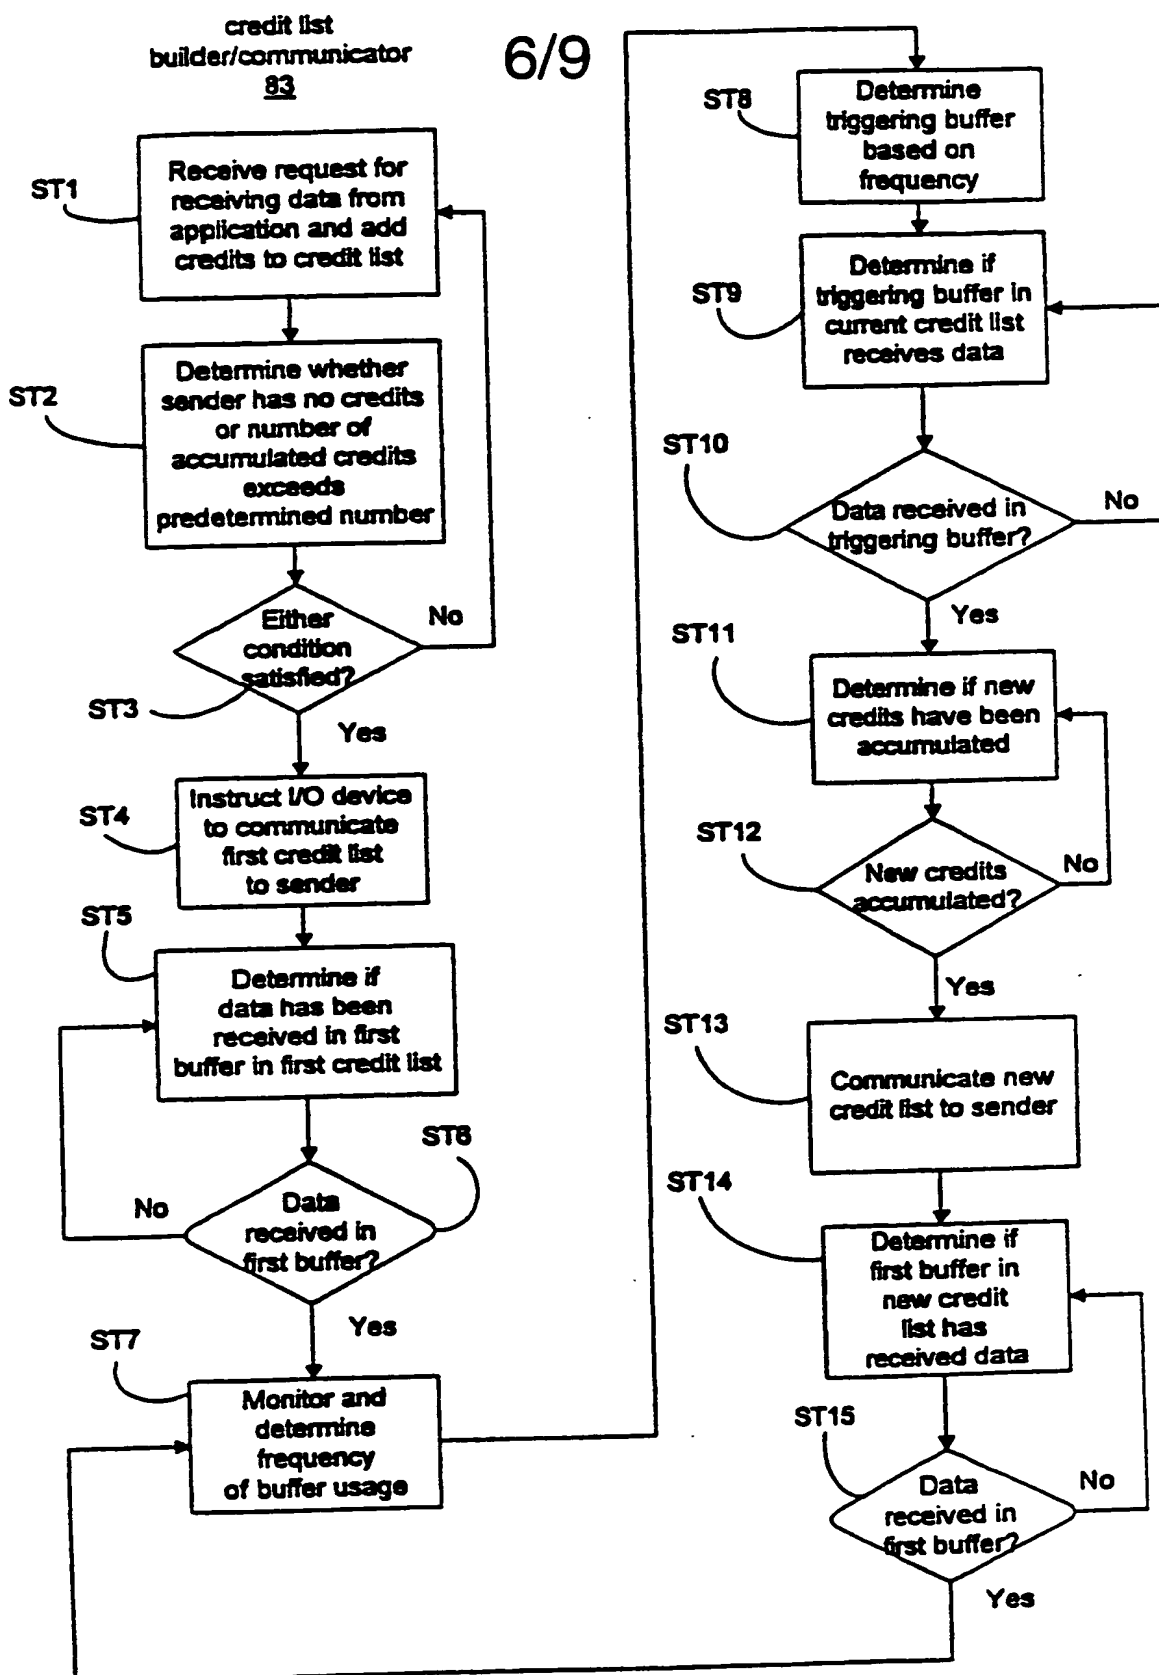 credit list
builder/communicator
83
6/9
ST1
Receive request for
receiving data from
application and add
credits to credit list
ST2
Determine whether
sender has no credits
or number of
accumulated credits
exceeds
predetermined number
Either
condition
satisfied?
No
ST3
Yes
ST4
Instruct I/O device
to communicate
first credit list
to sender
ST5
Determine if
data has been
received in first
buffer in first credit list
ST6
No
Data
received in
first buffer?
Yes
ST7
Monitor and
determine
frequency
of buffer usage
ST8
Determine
triggering buffer
based on
frequency
ST9
Determine if
triggering buffer in
current credit list
receives data
ST10
Data received in
triggering buffer?
No
Yes
ST11
Determine if new
credits have been
accumulated
ST12
New credits
accumulated?
No
Yes
ST13
Communicate new
credit list to sender
ST14
Determine if
first buffer in
new credit
list has
received data
ST15
Data
received in
first buffer?
No
Yes